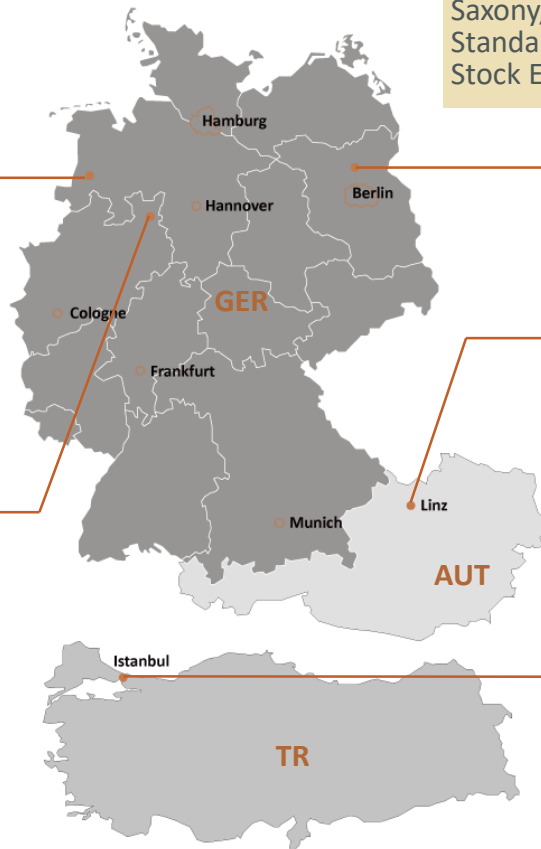 Saxony,
Standa
Stock E
Hamburg
Berlin
Hannover
GER
Cologne
Frankfurt
Linz
Munich
AUT
Istanbul
TR